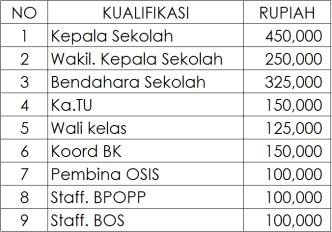 NO KUALIFIKASI RUPIAH
1 Kepala Sekolah 450,000
2 Wakil. Kepala Sekolah 250,000
3 Bendahara Sekolah 325,000
4 Ka.TU 150,000
5 Wali kelas 125,000
6 Koord BK 150,000
7 Pembina OSIS 100,000
8 Staff. BPOPP 100,000
9 Staff. BOS 100,000